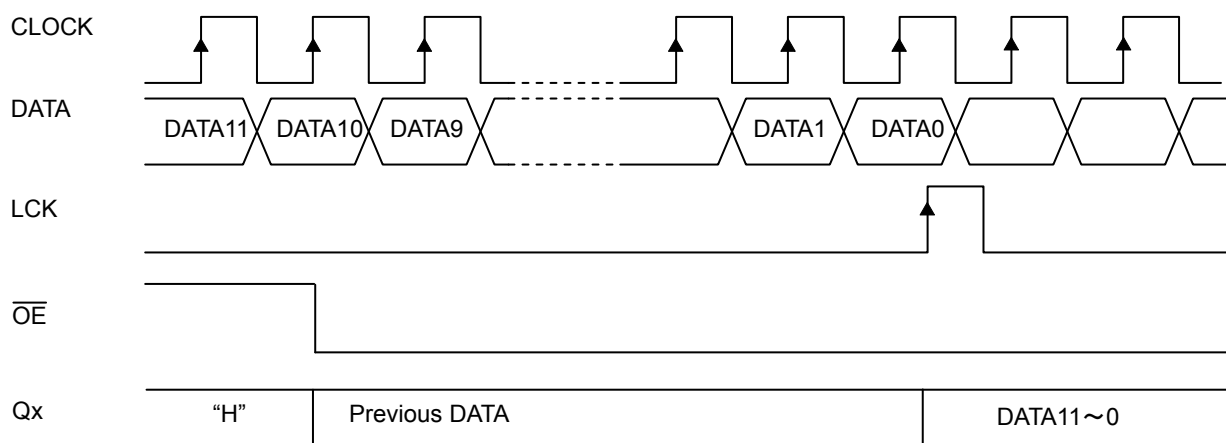 CLOCK
DATA
DATA11 DATA10 DATA9 DATA1 DATA0
LCK
OE
Qx “H” Previous DATA DATA11～0